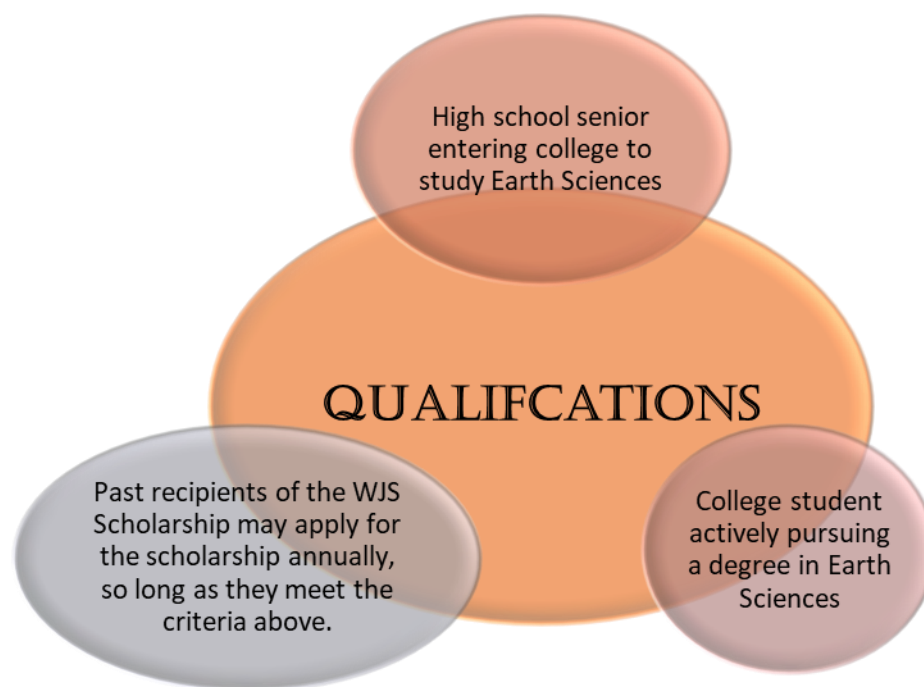 High school senior
entering college to
study Earth Sciences
QUALIFCATIONS
Past recipients of the WJS
Scholarship may apply for
the scholarship annually,
so long as they meet the
criteria above.
College student
actively pursuing
a degree in Earth
Sciences